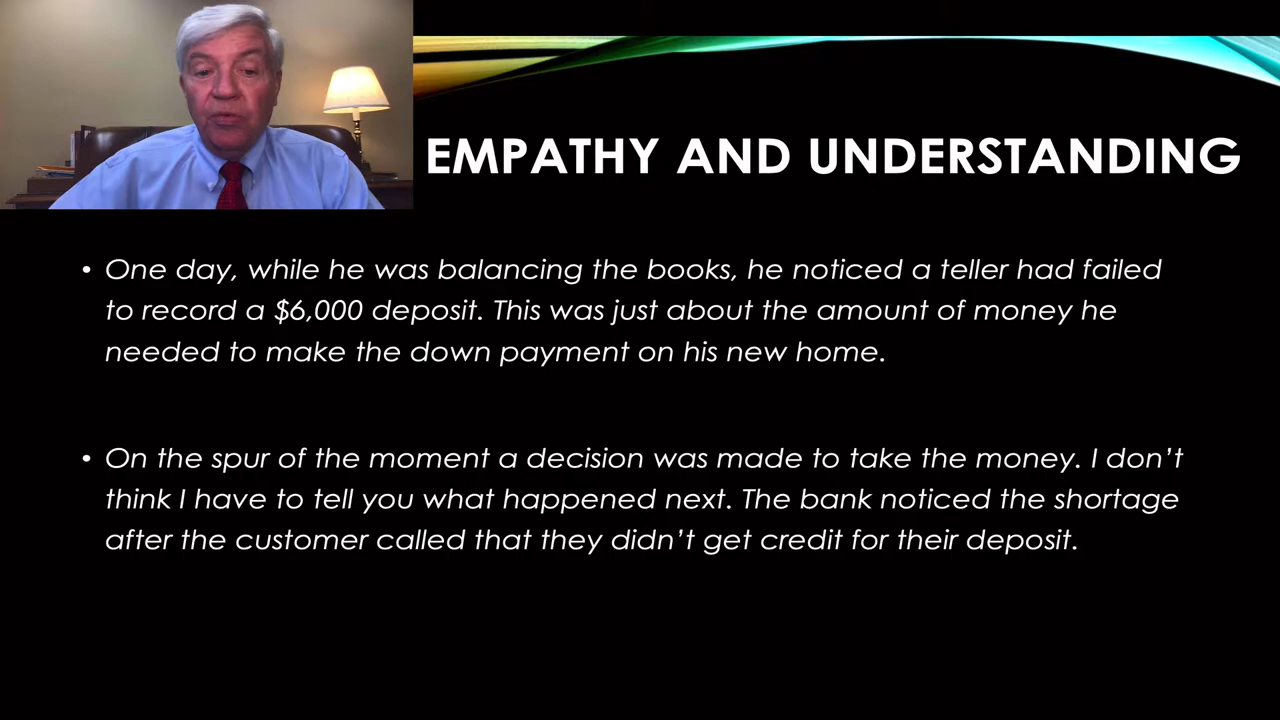 EMPATHY AND UNDERSTANDING
• One day, while he was balancing the books, he noticed a teller had failed
to record a $6,000 deposit. This was just about the amount of money he
needed to make the down payment on his new home.
• On the spur of the moment a decision was made to take the money. I don’t
think I have to tell you what happened next. The bank noticed the shortage
after the customer called that they didn’t get credit for their deposit.